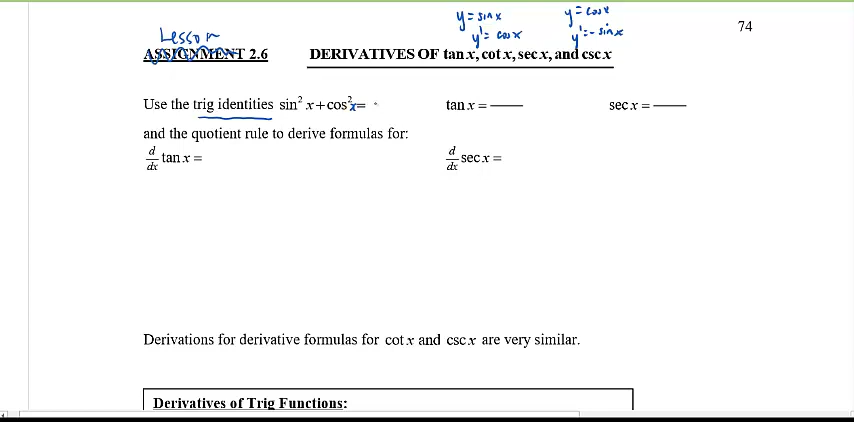 y = sin x
y' = cos x
y = cos x
y' = - sin x
74
Lesson
ASSIGNMENT 2.6 DERIVATIVES OF tan x, cot x, sec x, and csc x
Use the trig identities sin² x + cos² x = tan x = ___ sec x = ___
and the quotient rule to derive formulas for:
d/dx tan x = d/dx sec x =
Derivations for derivative formulas for cot x and csc x are very similar.
Derivatives of Trig Functions: